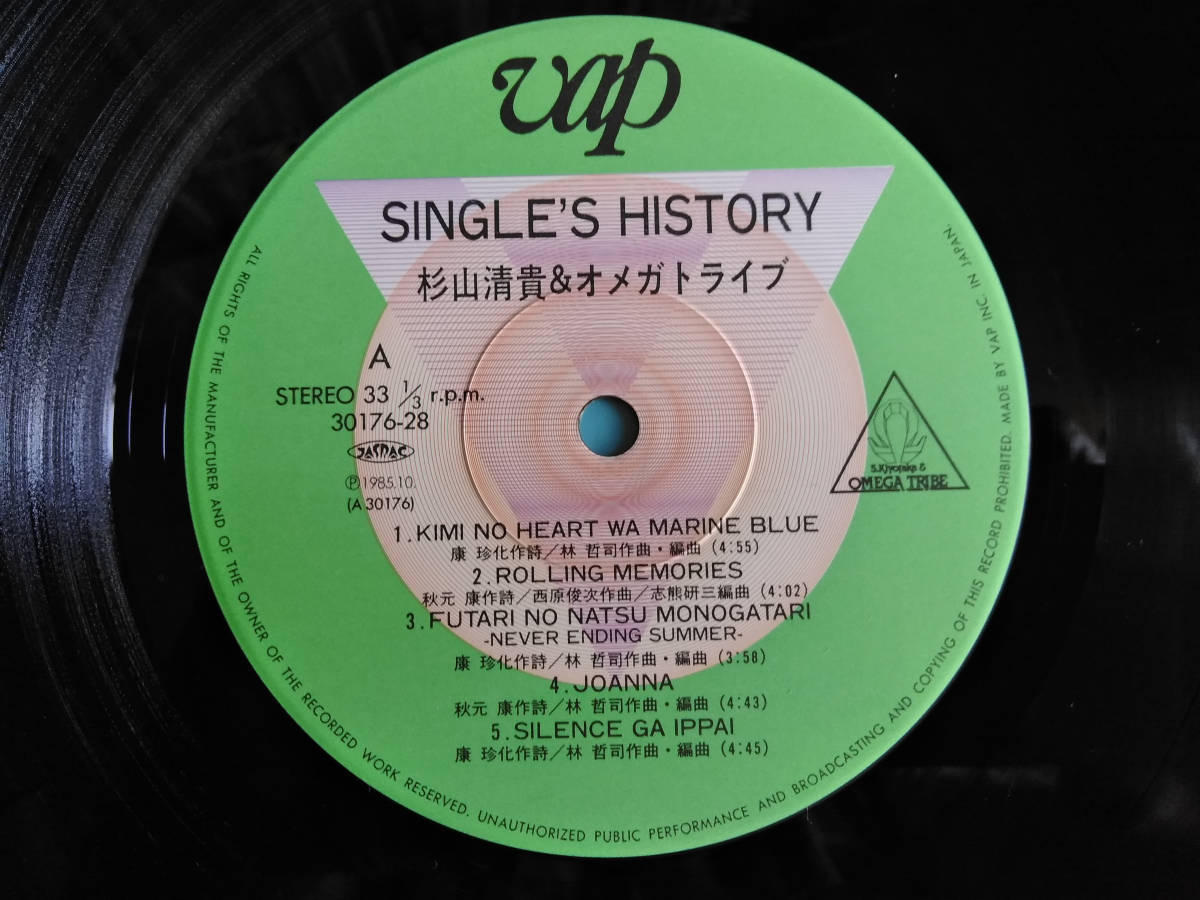 vap
SINGLE'S HISTORY
杉山清貴&オメガトライブ
A
STEREO 33 1/3 r.p.m.
30176-28
JASRAC
Ⓟ1985.10.
(A 30176)
S.Kiyotaka &
OMEGA TRIBE
1.KIMI NO HEART WA MARINE BLUE
康 珍化作詩/林 哲司作曲・編曲 (4:55)
2.ROLLING MEMORIES
秋元 康作詩/西原俊次作曲/志熊研三編曲 (4:02)
3.FUTARI NO NATSU MONOGATARI
-NEVER ENDING SUMMER-
康 珍化作詩/林 哲司作曲・編曲 (3:58)
4.JOANNA
秋元 康作詩/林 哲司作曲・編曲 (4:43)
5.SILENCE GA IPPAI
康 珍化作詩/林 哲司作曲・編曲 (4:45)
ALL RIGHTS OF THE MANUFACTURER AND OF THE OWNER OF THE RECORDED WORK RESERVED. UNAUTHORIZED PUBLIC PERFORMANCE AND BROADCASTING AND COPYING OF THIS RECORD PROHIBITED. MADE BY VAP INC. IN JAPAN.